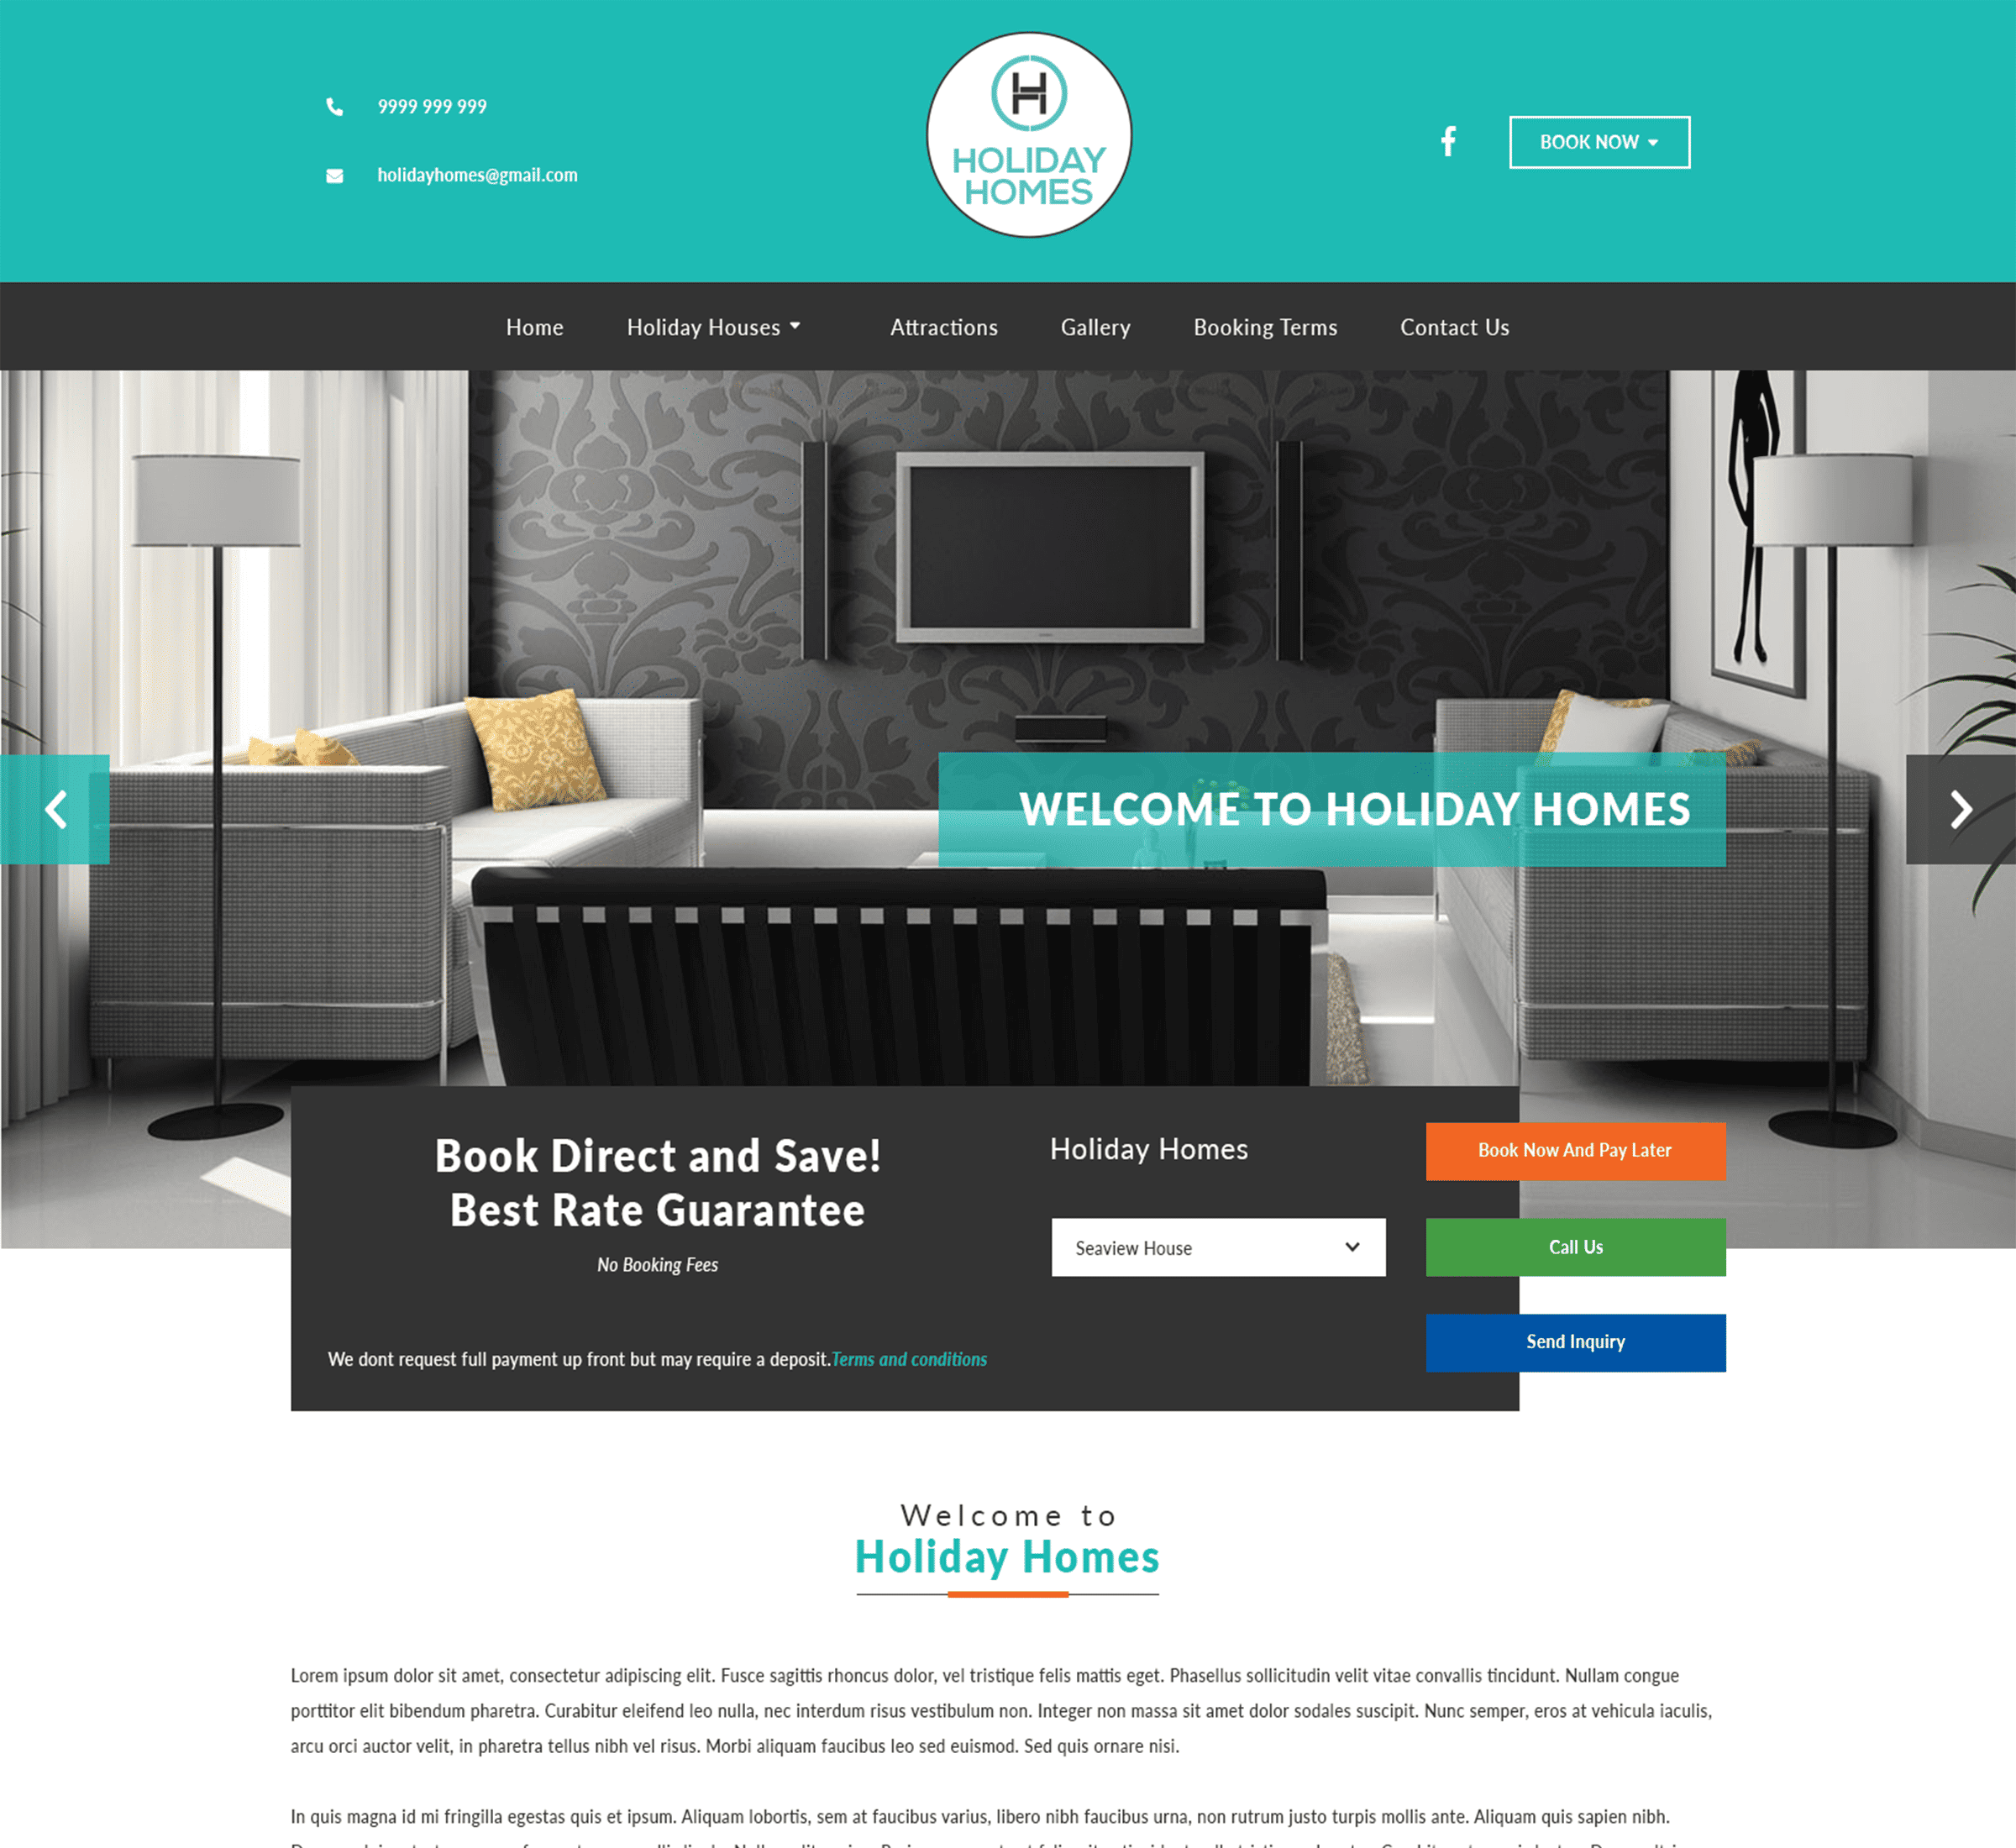 9999 999 999
holidayhomes@gmail.com
H
HOLIDAY
HOMES
BOOK NOW
Home Holiday Houses Attractions Gallery Booking Terms Contact Us
WELCOME TO HOLIDAY HOMES
Book Direct and Save!
Best Rate Guarantee
No Booking Fees
We dont request full payment up front but may require a deposit.Terms and conditions
Holiday Homes
Seaview House
Book Now And Pay Later
Call Us
Send Inquiry
Welcome to
Holiday Homes
Lorem ipsum dolor sit amet, consectetur adipiscing elit. Fusce sagittis rhoncus dolor, vel tristique felis mattis eget. Phasellus sollicitudin velit vitae convallis tincidunt. Nullam congue
porttitor elit bibendum pharetra. Curabitur eleifend leo nulla, nec interdum risus vestibulum non. Integer non massa sit amet dolor sodales suscipit. Nunc semper, eros at vehicula iaculis,
arcu orci auctor velit, in pharetra tellus nibh vel risus. Morbi aliquam faucibus leo sed euismod. Sed quis ornare nisi.
In quis magna id mi fringilla egestas quis et ipsum. Aliquam lobortis, sem at faucibus varius, libero nibh faucibus urna, non rutrum justo turpis mollis ante. Aliquam quis sapien nibh.